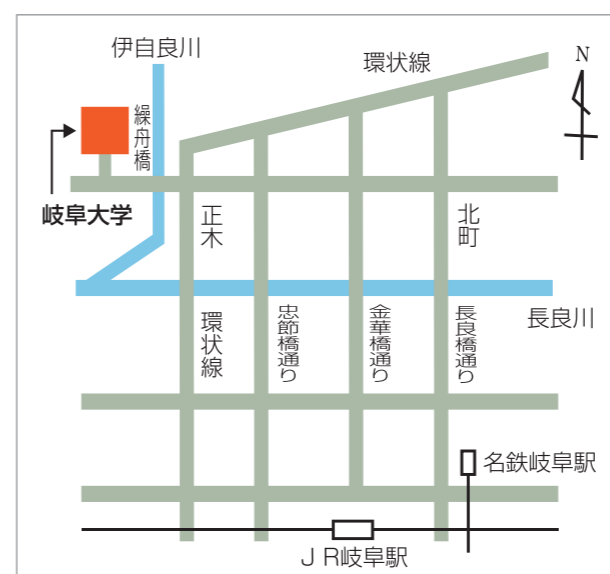 伊自良川
環状線
N
繰舟橋
岐阜大学
正木
北町
長良川
環状線
忠節橋通り
金華橋通り
長良橋通り
名鉄岐阜駅
JR岐阜駅